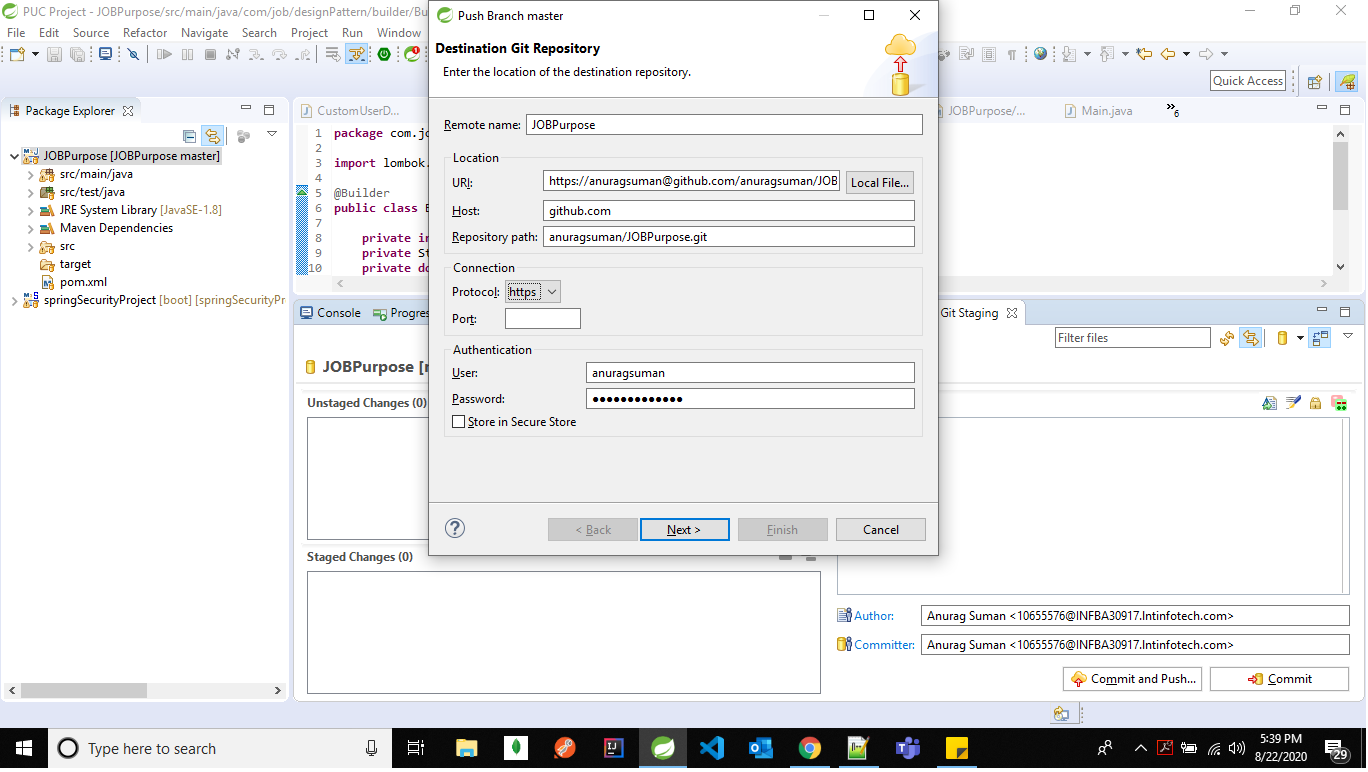 PUC Project - JOBPurpose/src/main/java/com/job/designPattern/builder/Bu
File Edit Source Refactor Navigate Search Project Run Window
Quick Access
Package Explorer
JOBPurpose [JOBPurpose master]
src/main/java
src/test/java
JRE System Library [JavaSE-1.8]
Maven Dependencies
src
target
pom.xml
springSecurityProject [boot] [springSecurityPr
CustomUserD...
JOBPurpose/...
Main.java
»6
1 package com.jo
2
3 import lombok.
4
5 @Builder
6 public class B
7
8 private in
9 private St
10 private do
Push Branch master
Destination Git Repository
Enter the location of the destination repository.
Remote name: JOBPurpose
Location
URI: https://anuragsuman@github.com/anuragsuman/JOB
Local File...
Host: github.com
Repository path: anuragsuman/JOBPurpose.git
Connection
Protocol: https
Port:
Authentication
User: anuragsuman
Password: ●●●●●●●●●●●●●
Store in Secure Store
< Back Next > Finish Cancel
Console
Progres
Git Staging
Filter files
JOBPurpose [
Unstaged Changes (0)
Staged Changes (0)
Author: Anurag Suman <10655576@INFBA30917.lntinfotech.com>
Committer: Anurag Suman <10655576@INFBA30917.lntinfotech.com>
Commit and Push... Commit
Type here to search
5:39 PM
8/22/2020
29